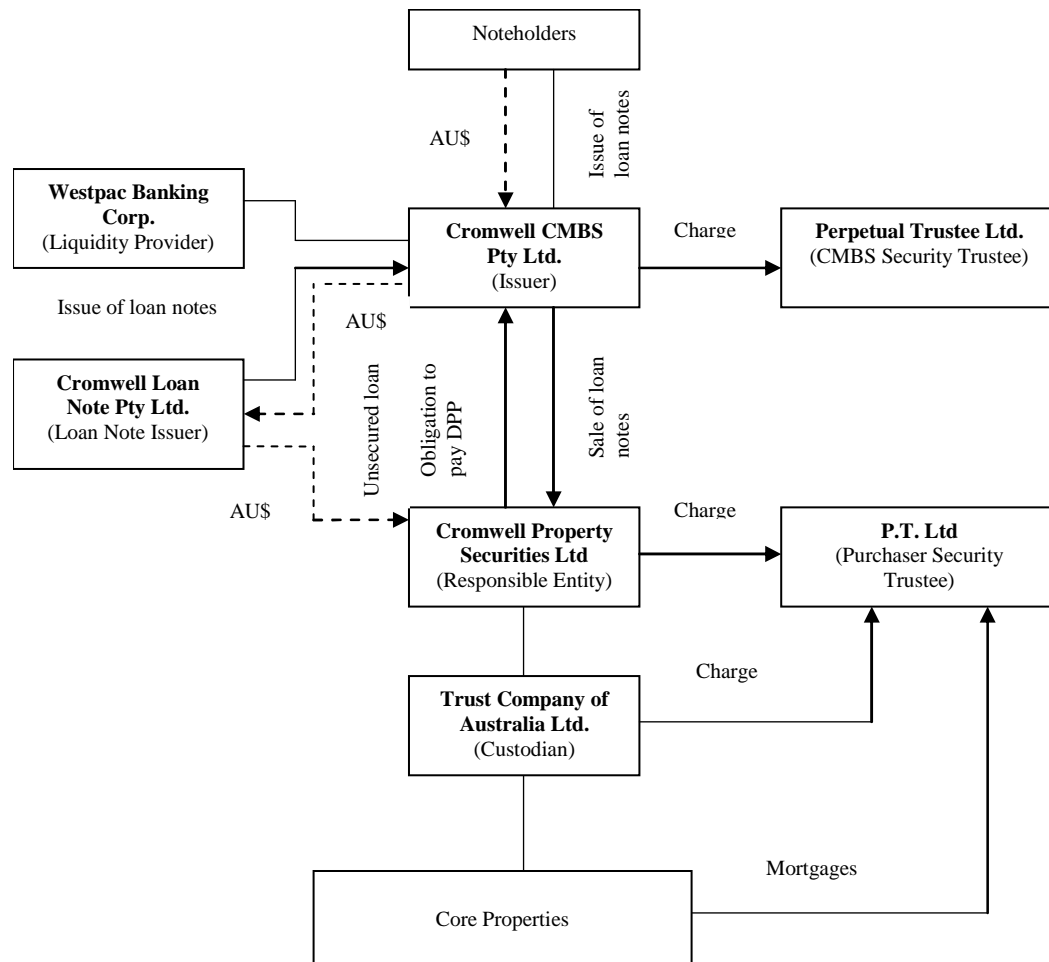 Noteholders
AU$
Issue of
loan notes
Westpac Banking
Corp.
(Liquidity Provider)
Cromwell CMBS
Pty Ltd.
(Issuer)
Charge
Perpetual Trustee Ltd.
(CMBS Security Trustee)
Issue of loan notes
AU$
Cromwell Loan
Note Pty Ltd.
(Loan Note Issuer)
Unsecured loan
Obligation to
pay DPP
Sale of loan
notes
AU$
Cromwell Property
Securities Ltd
(Responsible Entity)
Charge
P.T. Ltd
(Purchaser Security
Trustee)
Charge
Trust Company of
Australia Ltd.
(Custodian)
Mortgages
Core Properties